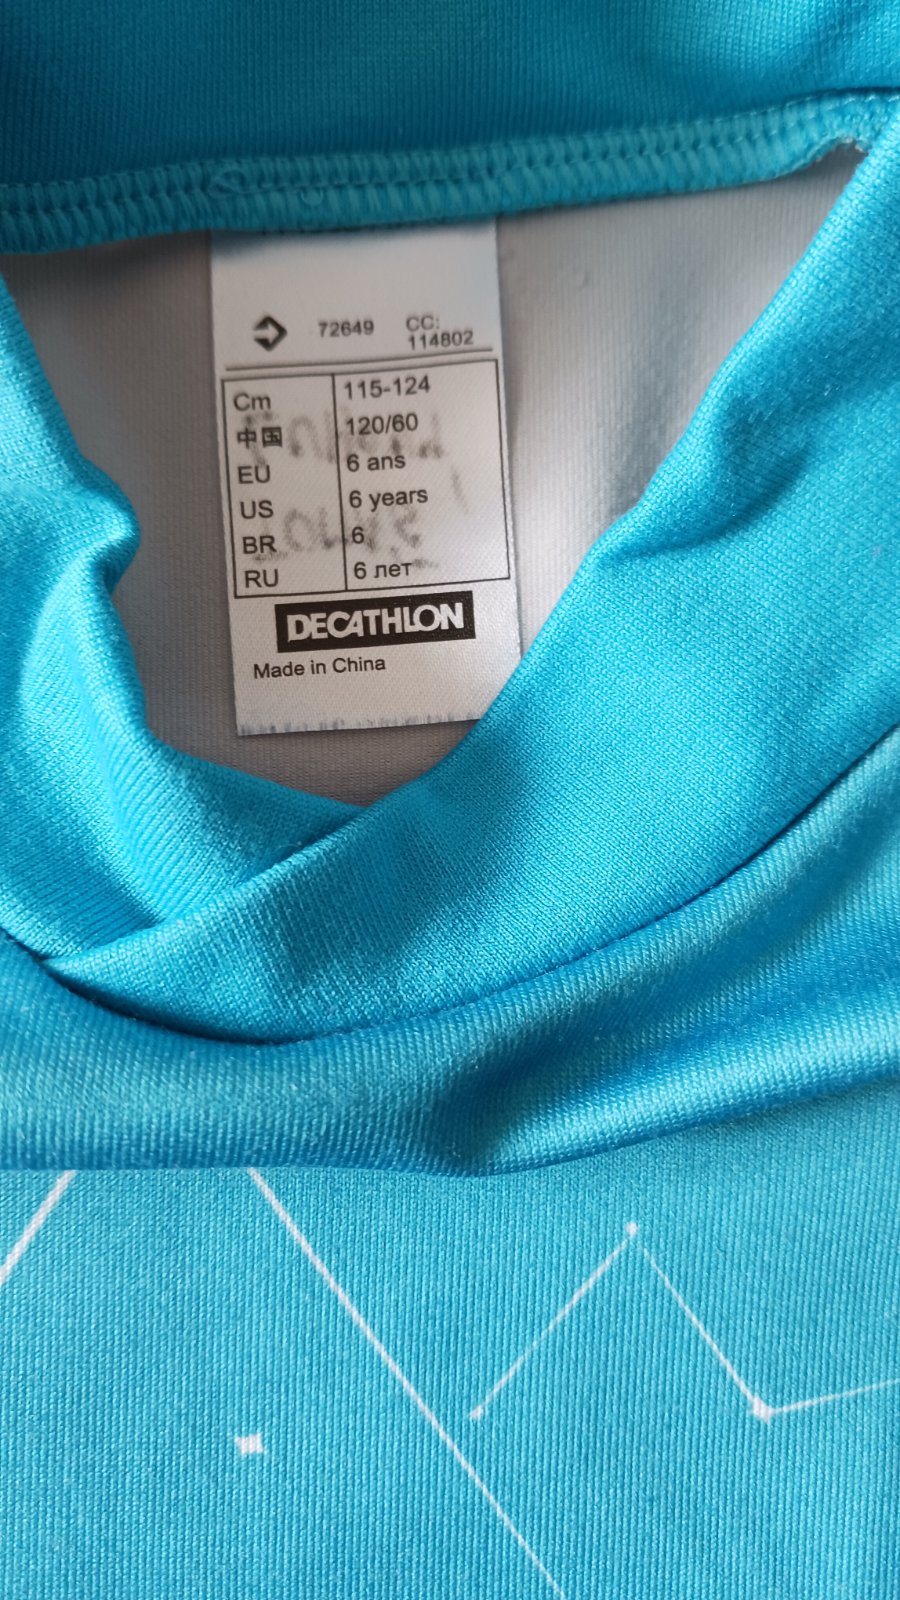 72649 CC:
114802
Cm 115-124
中国 120/60
EU 6 ans
US 6 years
BR 6
RU 6 лет
DECATHLON
Made in China